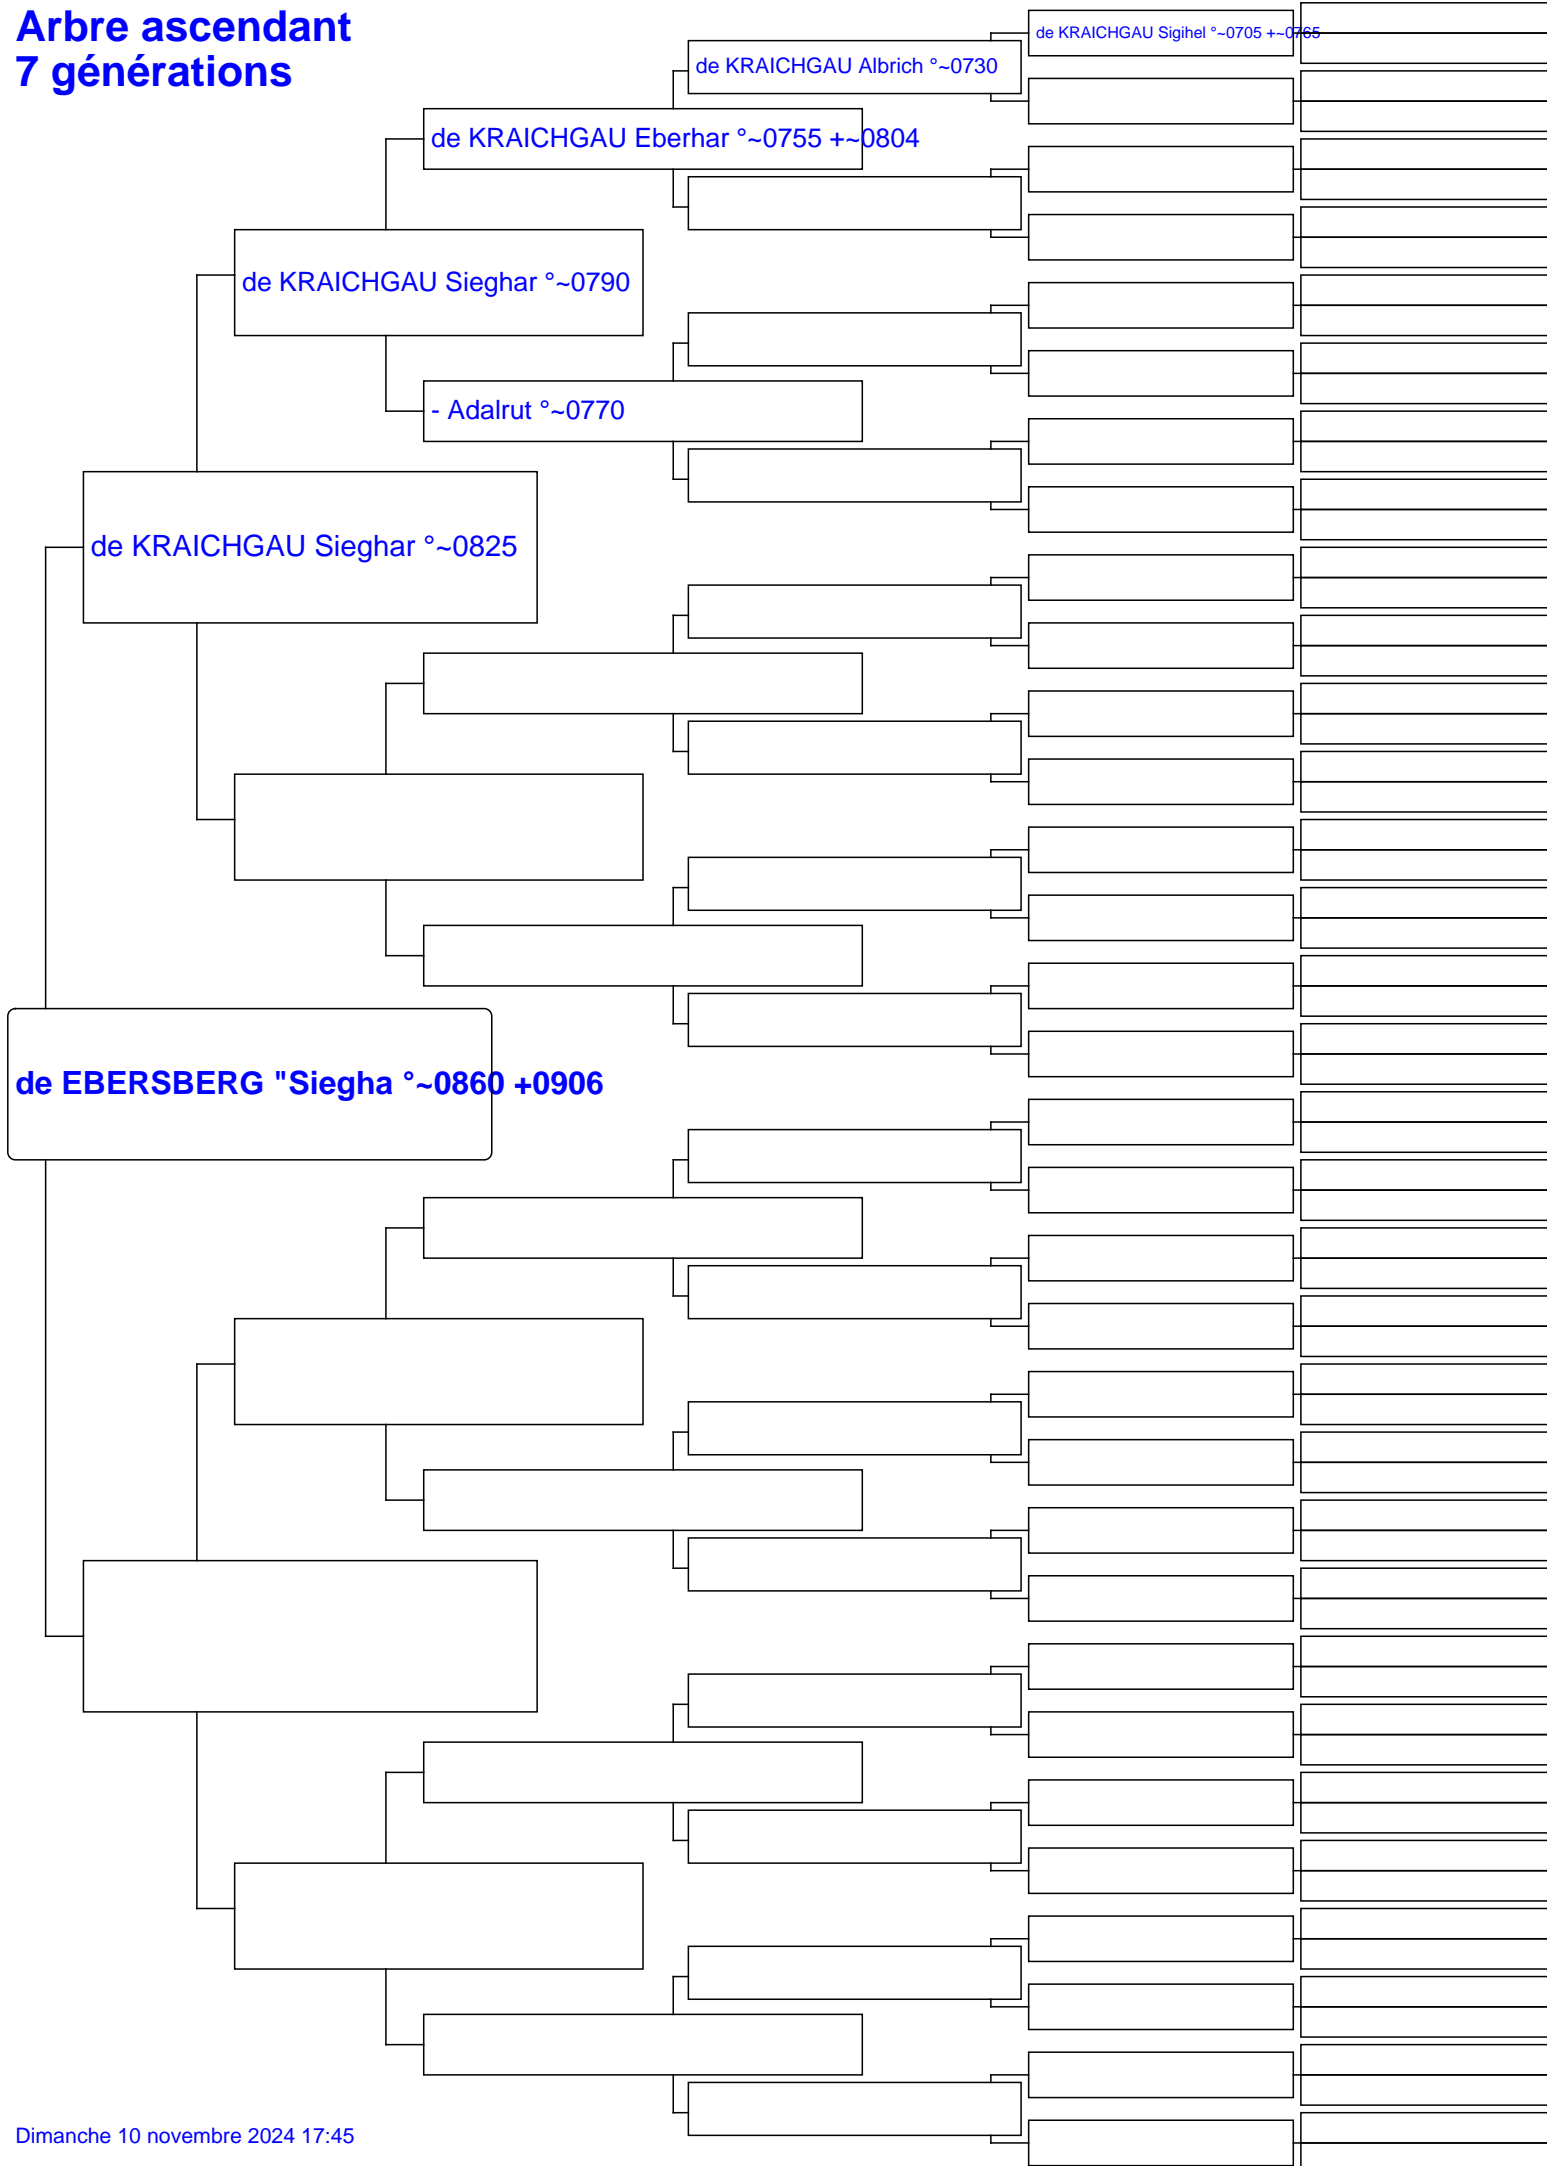 Arbre ascendant
7 générations
de KRAICHGAU Sigihel °~0705 +~0765
de KRAICHGAU Albrich °~0730
de KRAICHGAU Eberhar °~0755 +~0804
de KRAICHGAU Sieghar °~0790
- Adalrut °~0770
de KRAICHGAU Sieghar °~0825
de EBERSBERG "Siegha °~0860 +0906
Dimanche 10 novembre 2024 17:45